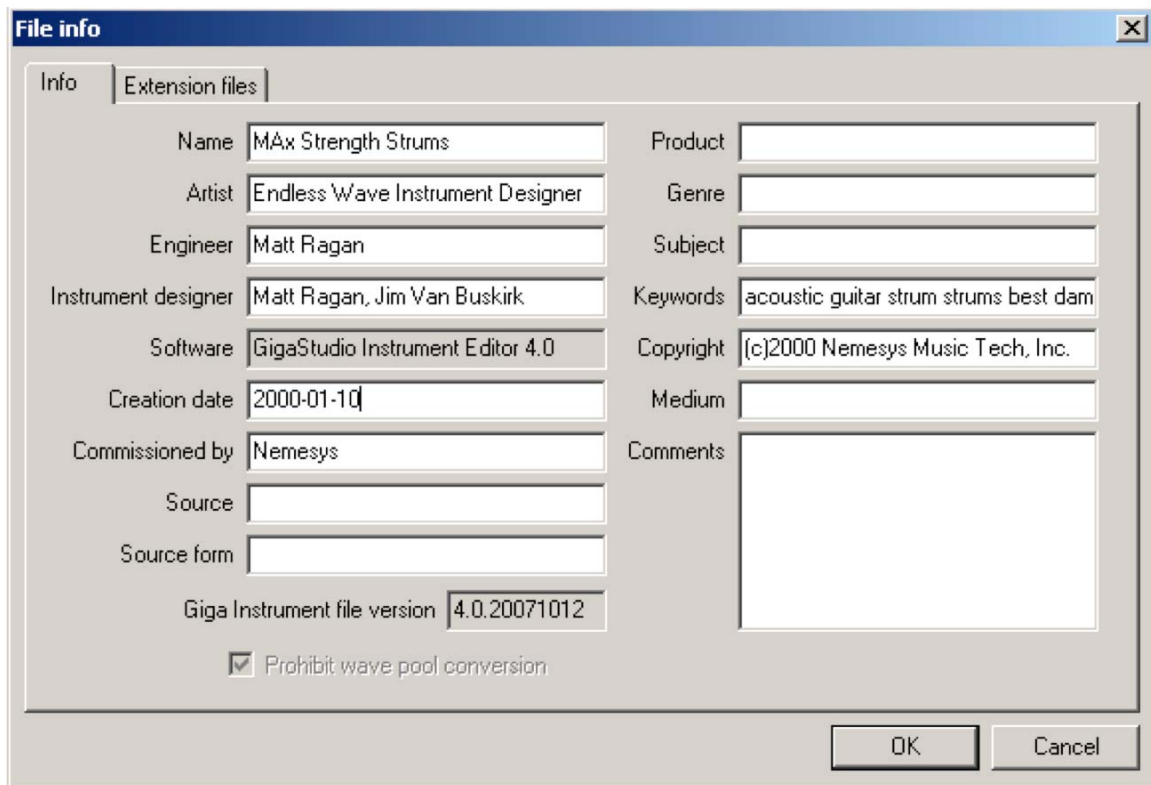 File info
Info
Extension files
Name MAx Strength Strums
Artist Endless Wave Instrument Designer
Engineer Matt Ragan
Instrument designer Matt Ragan, Jim Van Buskirk
Software GigaStudio Instrument Editor 4.0
Creation date 2000-01-10
Commissioned by Nemesys
Source
Source form
Giga Instrument file version 4.0.20071012
Prohibit wave pool conversion
Product
Genre
Subject
Keywords acoustic guitar strum strums best dam
Copyright (c)2000 Nemesys Music Tech, Inc.
Medium
Comments
OK
Cancel